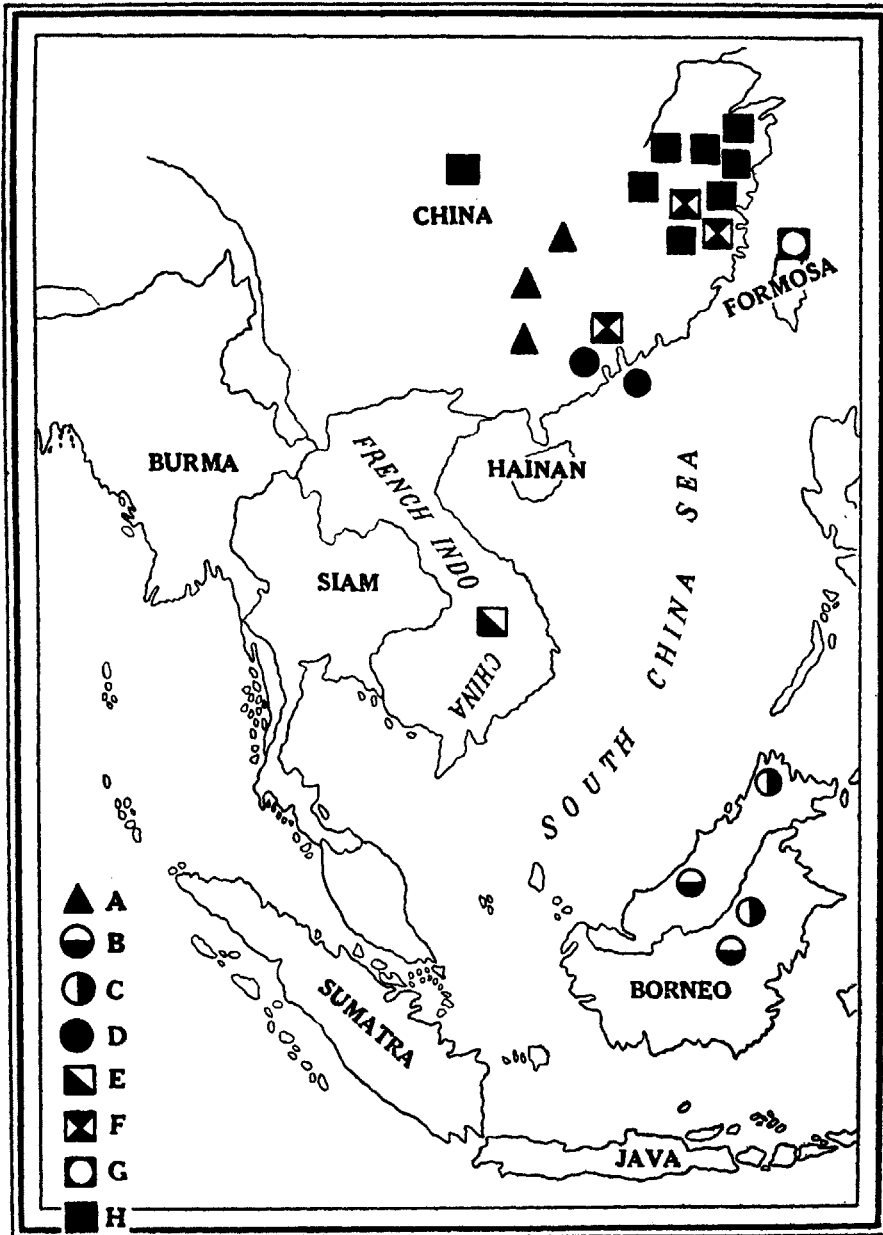 CHINA
FORMOSA
BURMA
FRENCH INDO CHINA
HAINAN
SIAM
SOUTH CHINA SEA
A
B
C
D
E
F
G
H
SUMATRA
BORNEO
JAVA